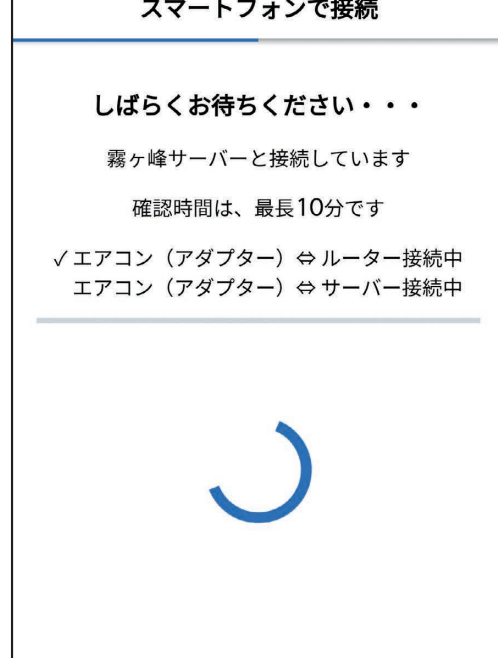 スマートフォンで接続
しばらくお待ちください・・・
霧ヶ峰サーバーと接続しています
確認時間は、最長10分です
✓エアコン（アダプター）⇔ルーター接続中
エアコン（アダプター）⇔サーバー接続中